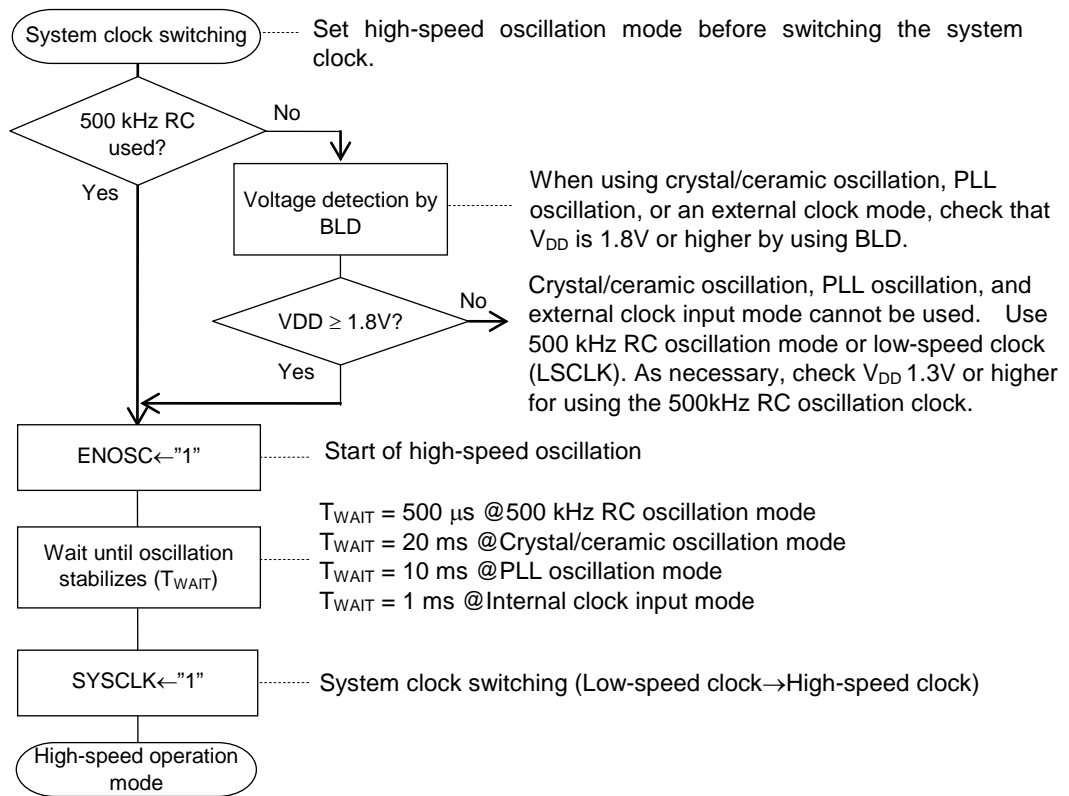 System clock switching
Set high-speed oscillation mode before switching the system
clock.
500 kHz RC
used?
No
Yes
Voltage detection by
BLD
When using crystal/ceramic oscillation, PLL
oscillation, or an external clock mode, check that
VDD is 1.8V or higher by using BLD.
VDD ≥ 1.8V?
No
Yes
Crystal/ceramic oscillation, PLL oscillation, and
external clock input mode cannot be used. Use
500 kHz RC oscillation mode or low-speed clock
(LSCLK). As necessary, check VDD 1.3V or higher
for using the 500kHz RC oscillation clock.
ENOSC←"1"
Start of high-speed oscillation
Wait until oscillation
stabilizes (TWAIT)
TWAIT = 500 μs @500 kHz RC oscillation mode
TWAIT = 20 ms @Crystal/ceramic oscillation mode
TWAIT = 10 ms @PLL oscillation mode
TWAIT = 1 ms @Internal clock input mode
SYSCLK←"1"
System clock switching (Low-speed clock→High-speed clock)
High-speed operation
mode